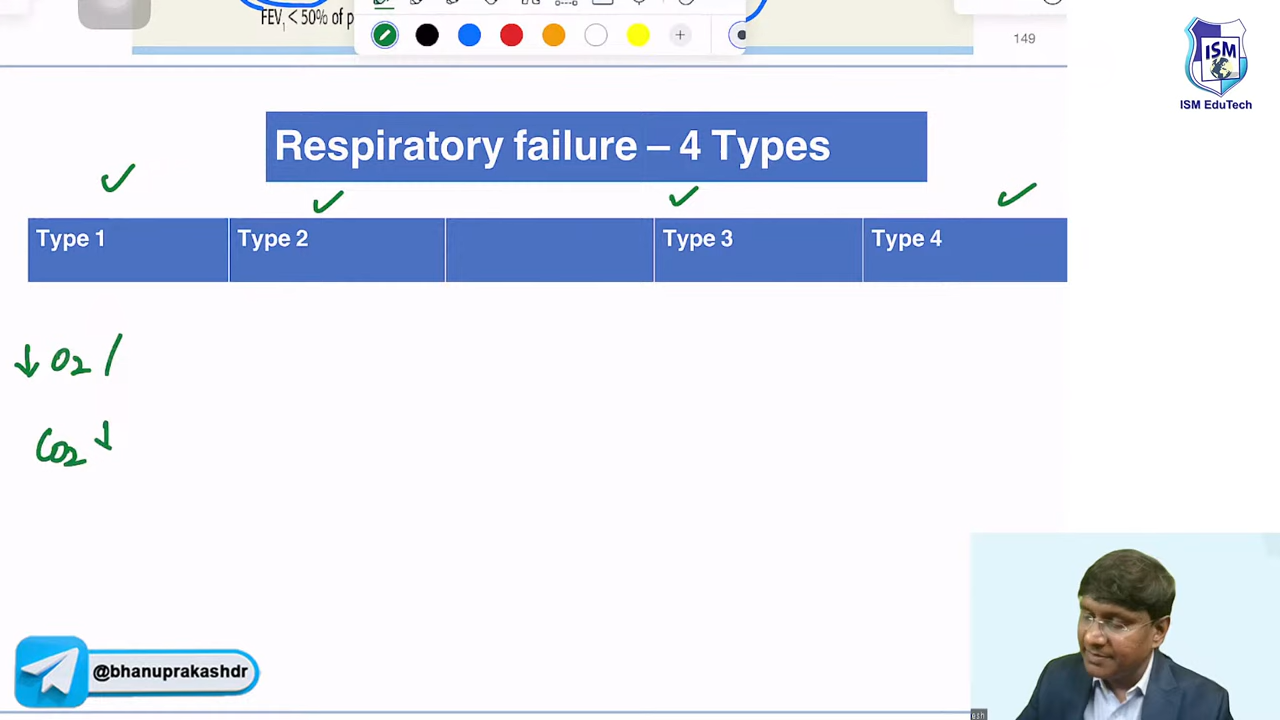 FEV₁ < 50% of p
149
ISM
ISM EduTech
Respiratory failure – 4 Types
Type 1 Type 2 Type 3 Type 4
↓ O2 /
CO2 ↓
@bhanuprakashdr
esh